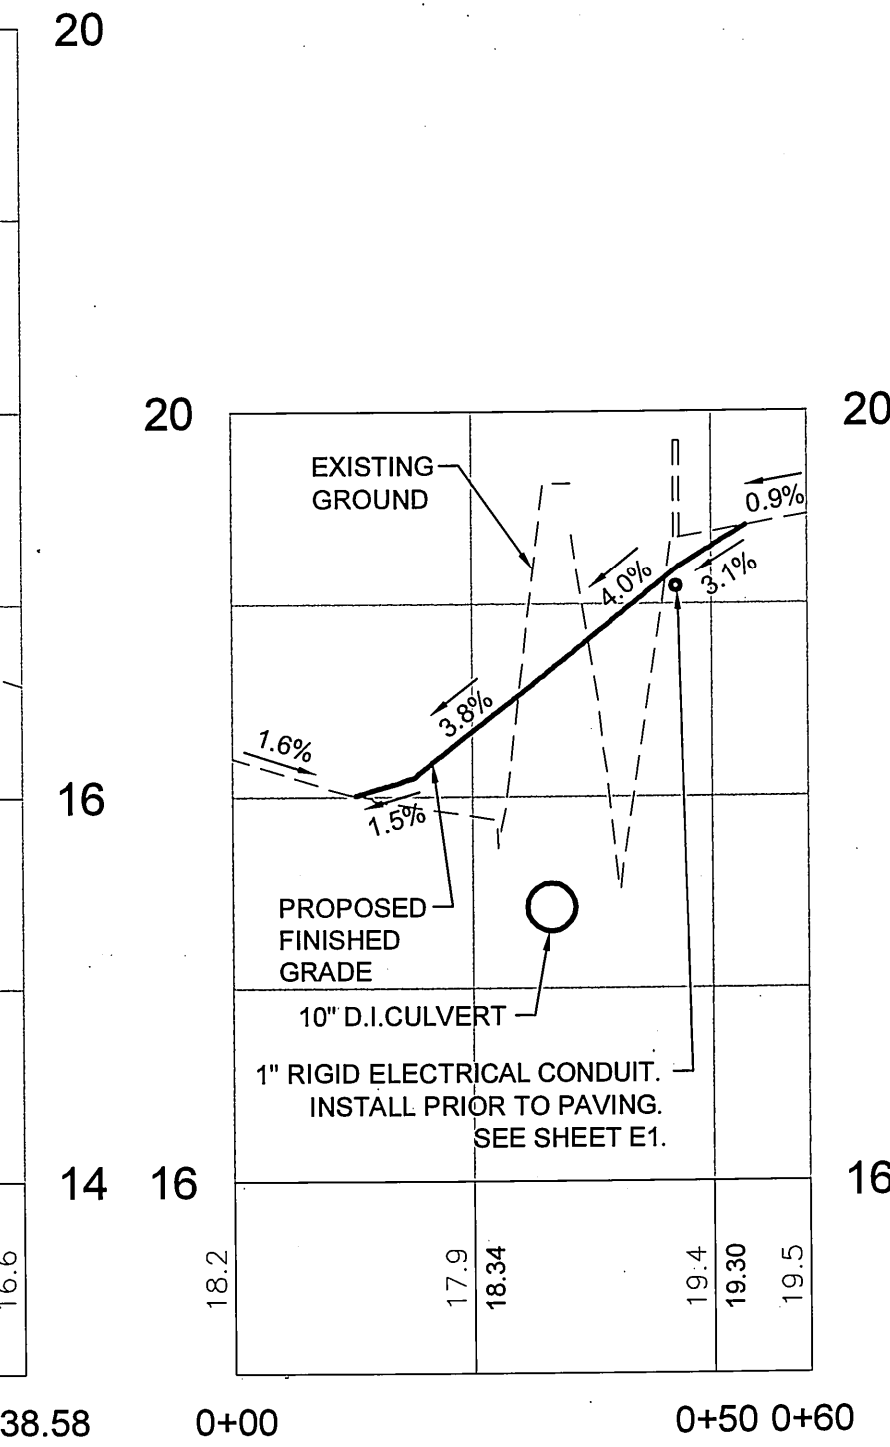 20
20
20
EXISTING
GROUND
0.9%
3.1%
4.0%
3.8%
1.6%
16
1.5%
PROPOSED
FINISHED
GRADE
10" D.I.CULVERT
1" RIGID ELECTRICAL CONDUIT.
INSTALL PRIOR TO PAVING.
SEE SHEET E1.
14
16
16
16.6
18.2
17.9
18.34
19.4
19.30
19.5
38.58
0+00
0+50
0+60